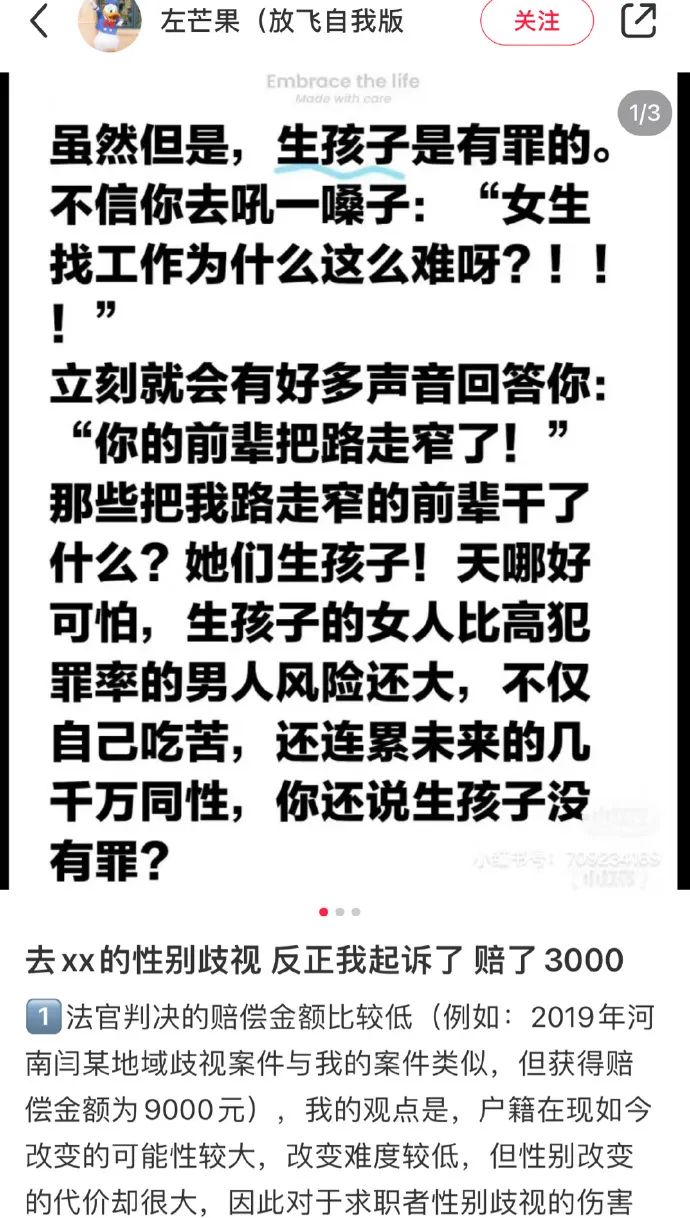 左芒果（放飞自我版
关注
Embrace the life
Made with care
1/3
虽然但是，生孩子是有罪的。
不信你去吼一嗓子：“女生
找工作为什么这么难呀？！！
！”
立刻就会有好多声音回答你：
“你的前辈把路走窄了！”
那些把我路走窄的前辈干了
什么？她们生孩子！天哪好
可怕，生孩子的女人比高犯
罪率的男人风险还大，不仅
自己吃苦，还连累未来的几
千万同性，你还说生孩子没
有罪？
小红书号：
去xx的性别歧视 反正我起诉了 赔了3000
1法官判决的赔偿金额比较低（例如：2019年河
南闫某地域歧视案件与我的案件类似，但获得赔
偿金额为9000元），我的观点是，户籍在现如今
改变的可能性较大，改变难度较低，但性别改变
的代价却很大，因此对于求职者性别歧视的伤害